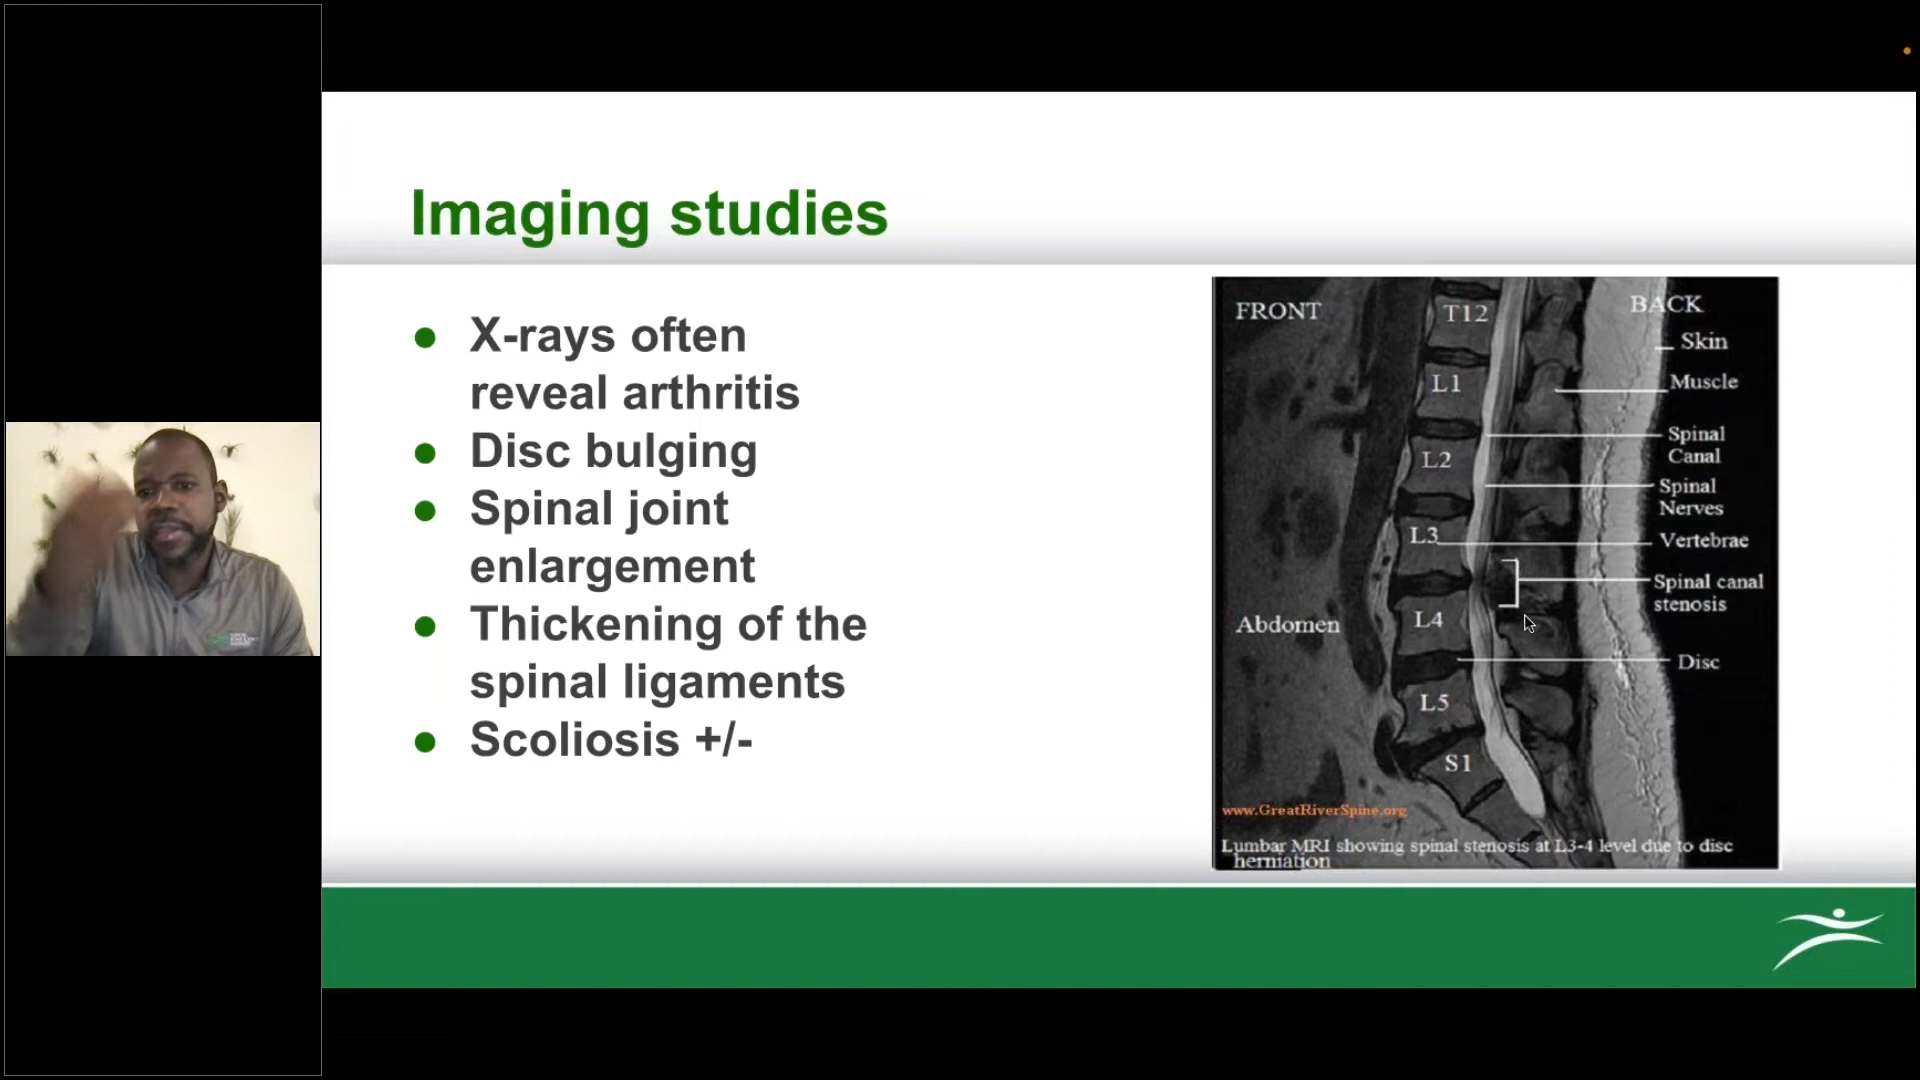 Imaging studies
X-rays often
reveal arthritis
Disc bulging
Spinal joint
enlargement
Thickening of the
spinal ligaments
Scoliosis +/-
FRONT
BACK
T12
Skin
L1
Muscle
L2
Spinal
Canal
Spinal
Nerves
L3
Vertebrae
Spinal canal
stenosis
Abdomen
L4
Disc
L5
S1
www.GreatRiverSpine.org
Lumbar MRI showing spinal stenosis at L3-4 level due to disc
herniation